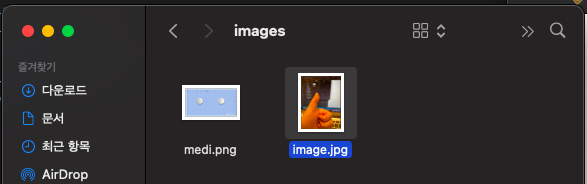 images
즐겨찾기
다운로드
문서
최근 항목
AirDrop
medi.png
image.jpg